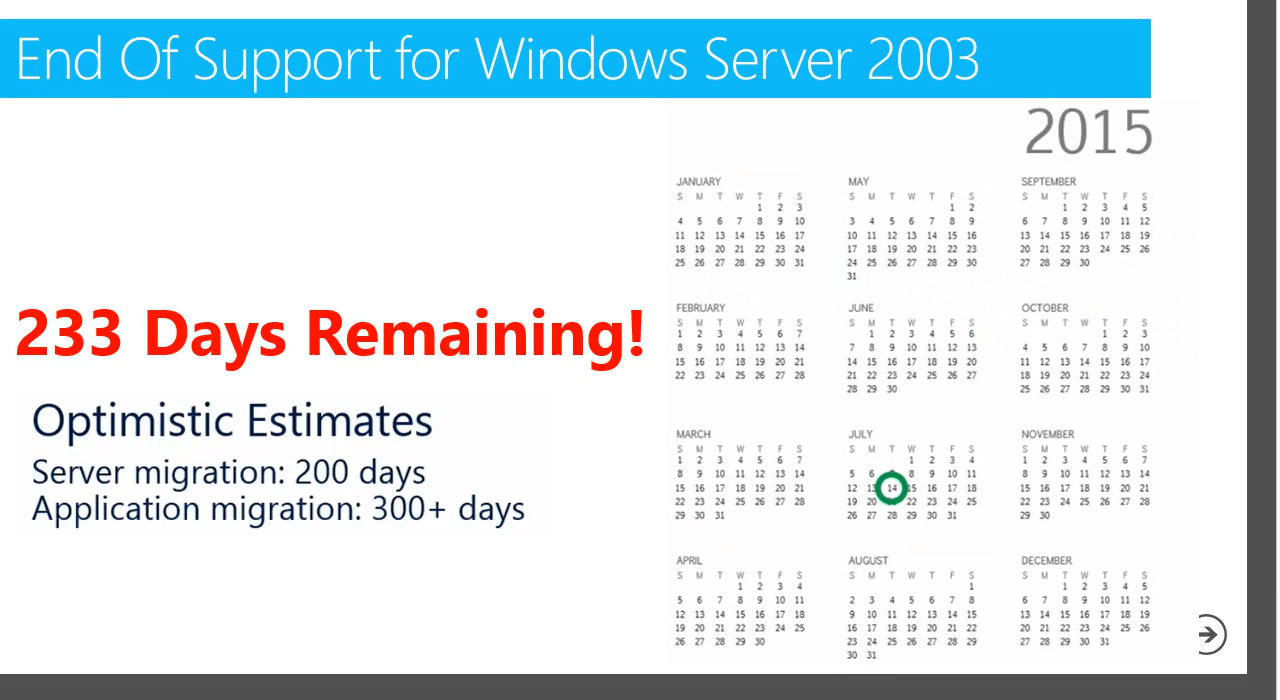 End Of Support for Windows Server 2003
2015
233 Days Remaining!
Optimistic Estimates
Server migration: 200 days
Application migration: 300+ days
JANUARY
S M T W T F S
1 2 3
4 5 6 7 8 9 10
11 12 13 14 15 16 17
18 19 20 21 22 23 24
25 26 27 28 29 30 31
FEBRUARY
S M T W T F S
1 2 3 4 5 6 7
8 9 10 11 12 13 14
15 16 17 18 19 20 21
22 23 24 25 26 27 28
MARCH
S M T W T F S
1 2 3 4 5 6 7
8 9 10 11 12 13 14
15 16 17 18 19 20 21
22 23 24 25 26 27 28
29 30 31
APRIL
S M T W T F S
1 2 3 4
5 6 7 8 9 10 11
12 13 14 15 16 17 18
19 20 21 22 23 24 25
26 27 28 29 30
MAY
S M T W T F S
1 2
3 4 5 6 7 8 9
10 11 12 13 14 15 16
17 18 19 20 21 22 23
24 25 26 27 28 29 30
31
JUNE
S M T W T F S
1 2 3 4 5 6
7 8 9 10 11 12 13
14 15 16 17 18 19 20
21 22 23 24 25 26 27
28 29 30
JULY
S M T W T F S
1 2 3 4
5 6 8 9 10 11
12 13 14 15 16 17 18
19 20 22 23 24 25
26 27 28 29 30 31
AUGUST
S M T W T F S
1
2 3 4 5 6 7 8
9 10 11 12 13 14 15
16 17 18 19 20 21 22
23 24 25 26 27 28 29
30 31
SEPTEMBER
S M T W T F S
1 2 3 4 5
6 7 8 9 10 11 12
13 14 15 16 17 18 19
20 21 22 23 24 25 26
27 28 29 30
OCTOBER
S M T W T F S
1 2 3
4 5 6 7 8 9 10
11 12 13 14 15 16 17
18 19 20 21 22 23 24
25 26 27 28 29 30 31
NOVEMBER
S M T W T F S
1 2 3 4 5 6 7
8 9 10 11 12 13 14
15 16 17 18 19 20 21
22 23 24 25 26 27 28
29 30
DECEMBER
S M T W T F S
1 2 3 4 5
6 7 8 9 10 11 12
13 14 15 16 17 18 19
20 21 22 23 24 25 26
27 28 29 30 31